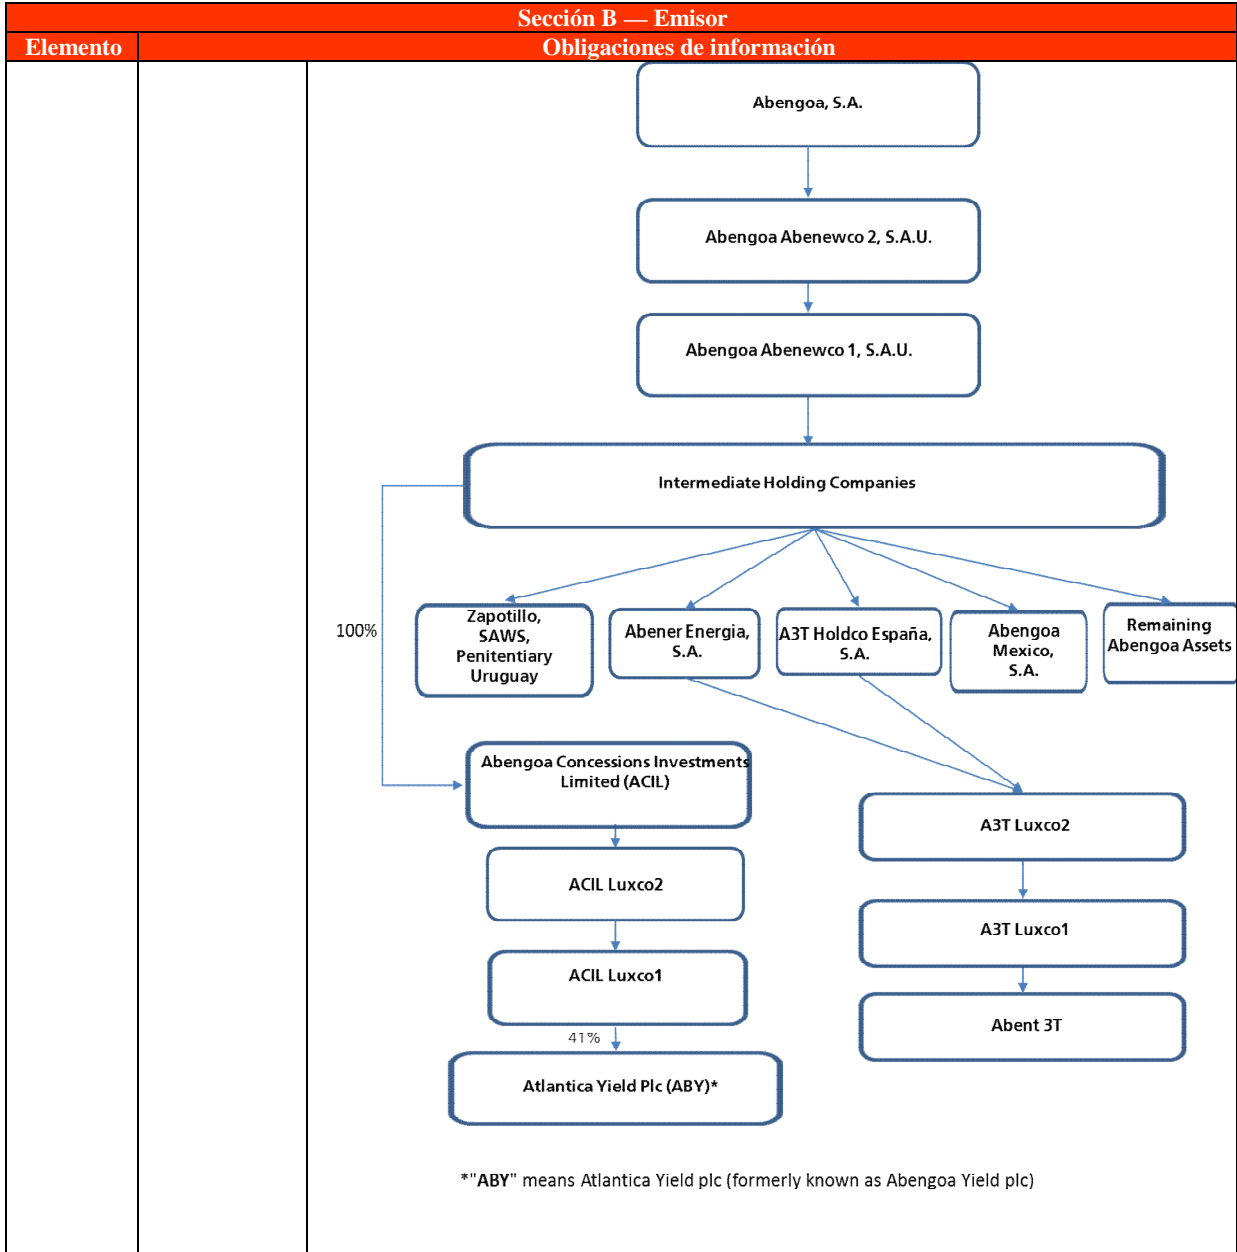 Sección B — Emisor
Elemento
Obligaciones de información
Abengoa, S.A.
Abengoa Abenewco 2, S.A.U.
Abengoa Abenewco 1, S.A.U.
Intermediate Holding Companies
100%
Zapotillo,
SAWS,
Penitentiary
Uruguay
Abener Energia,
S.A.
A3T Holdco España,
S.A.
Abengoa
Mexico,
S.A.
Remaining
Abengoa Assets
Abengoa Concessions Investments
Limited (ACIL)
ACIL Luxco2
ACIL Luxco1
41%
Atlantica Yield Plc (ABY)*
A3T Luxco2
A3T Luxco1
Abent 3T
*"ABY" means Atlantica Yield plc (formerly known as Abengoa Yield plc)